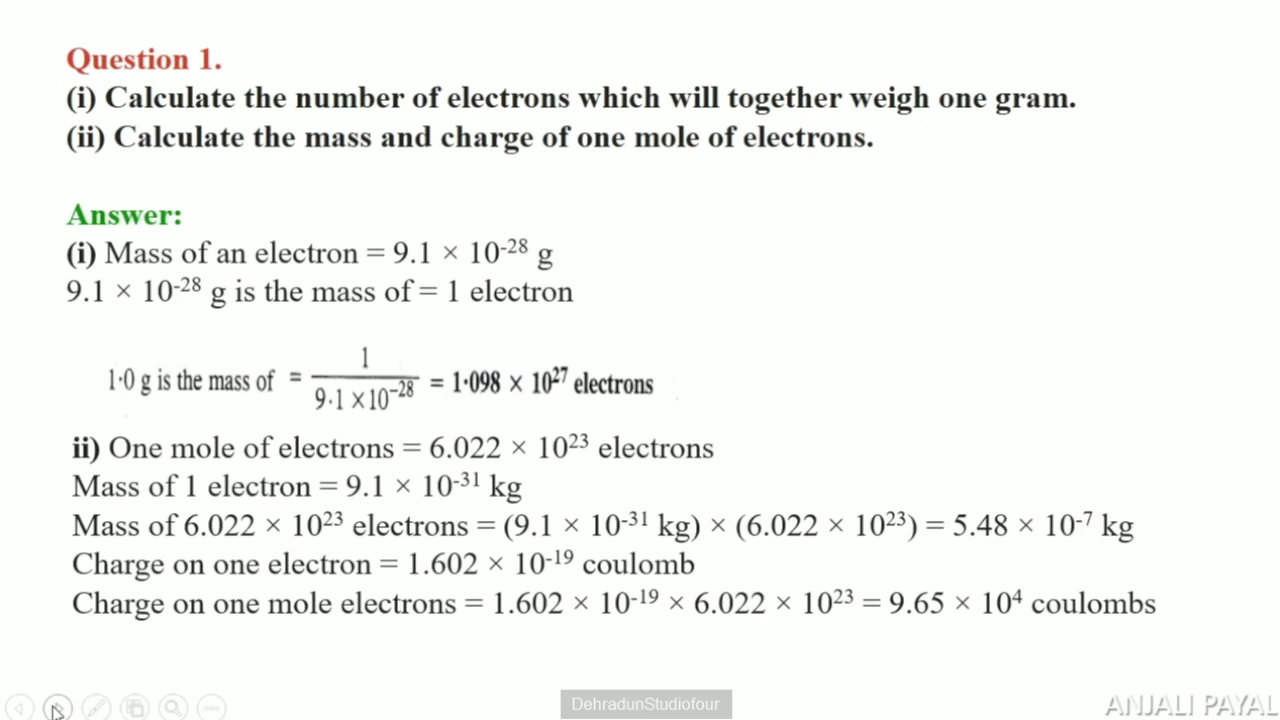 Question 1.
(i) Calculate the number of electrons which will together weigh one gram.
(ii) Calculate the mass and charge of one mole of electrons.
Answer:
(i) Mass of an electron = 9.1 × 10⁻²⁸ g
9.1 × 10⁻²⁸ g is the mass of = 1 electron
1·0 g is the mass of = 1 / 9·1 × 10⁻²⁸ = 1·098 × 10²⁷ electrons
ii) One mole of electrons = 6.022 × 10²³ electrons
Mass of 1 electron = 9.1 × 10⁻³¹ kg
Mass of 6.022 × 10²³ electrons = (9.1 × 10⁻³¹ kg) × (6.022 × 10²³) = 5.48 × 10⁻⁷ kg
Charge on one electron = 1.602 × 10⁻¹⁹ coulomb
Charge on one mole electrons = 1.602 × 10⁻¹⁹ × 6.022 × 10²³ = 9.65 × 10⁴ coulombs
DehradunStudiofour
ANJALI PAYAL